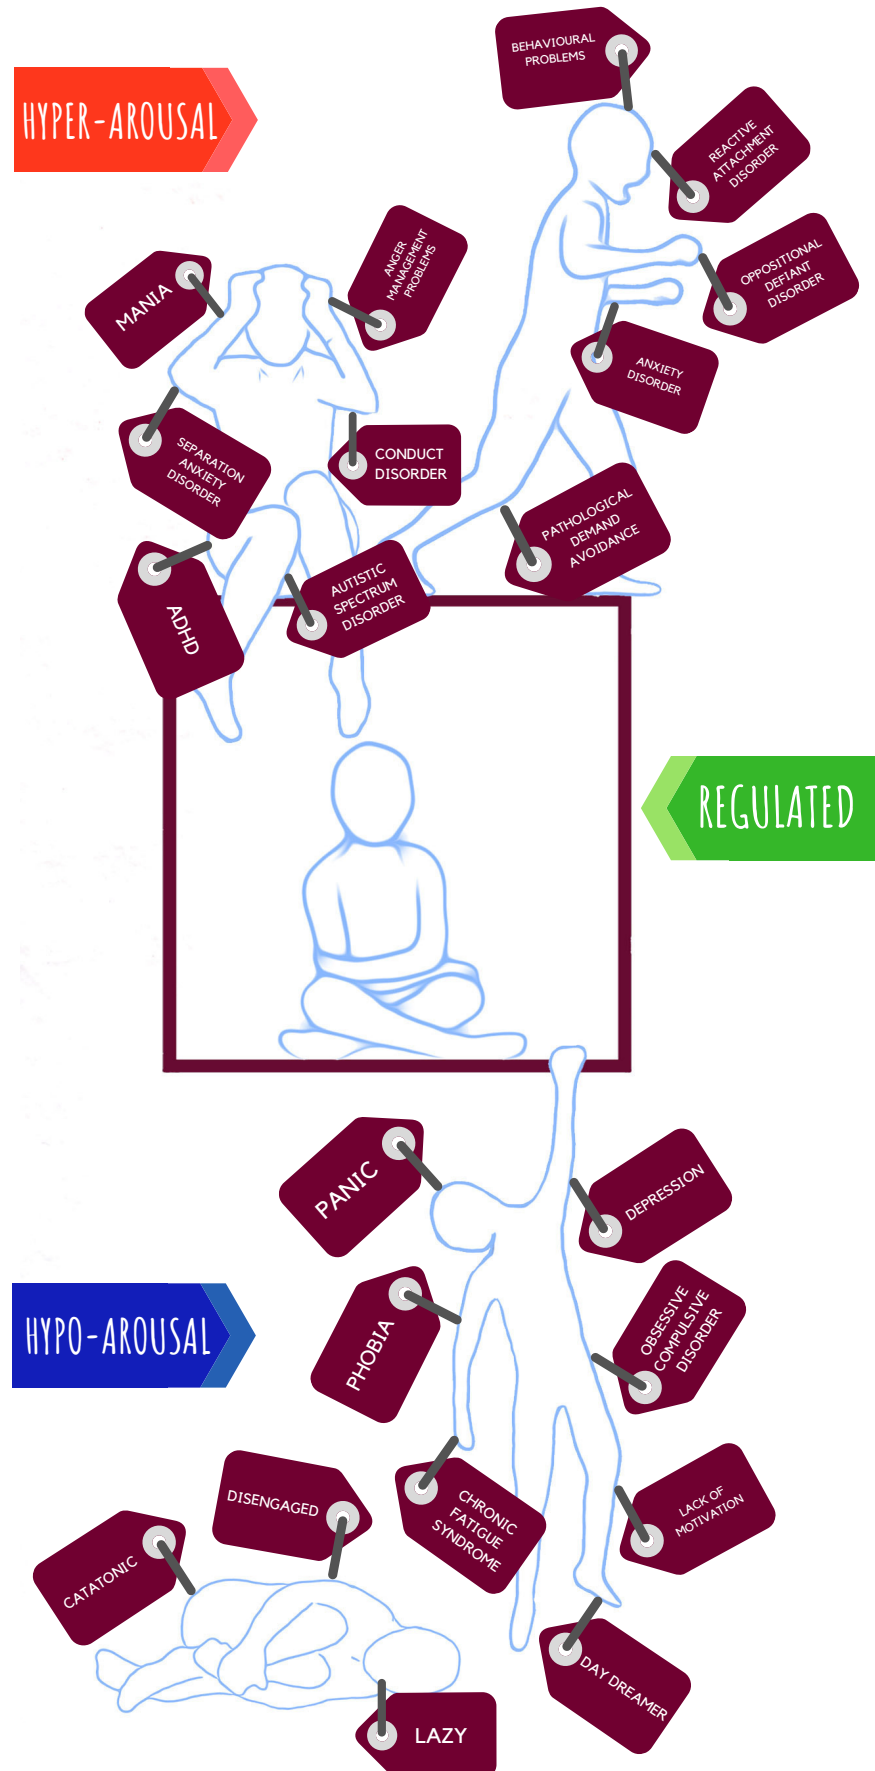 BEHAVIOURAL
PROBLEMS
HYPER-AROUSAL
REACTIVE
ATTACHMENT
DISORDER
ANGER
MANAGEMENT
PROBLEMS
OPPOSITIONAL
DEFIANT
DISORDER
MANIA
ANXIETY
DISORDER
SEPARATION
ANXIETY
DISORDER
CONDUCT
DISORDER
PATHOLOGICAL
DEMAND
AVOIDANCE
AUTISTIC
SPECTRUM
DISORDER
ADHD
REGULATED
PANIC
DEPRESSION
HYPO-AROUSAL
PHOBIA
OBSESSIVE
COMPULSIVE
DISORDER
DISENGAGED
CHRONIC
FATIGUE
SYNDROME
LACK OF
MOTIVATION
CATATONIC
DAY DREAMER
LAZY